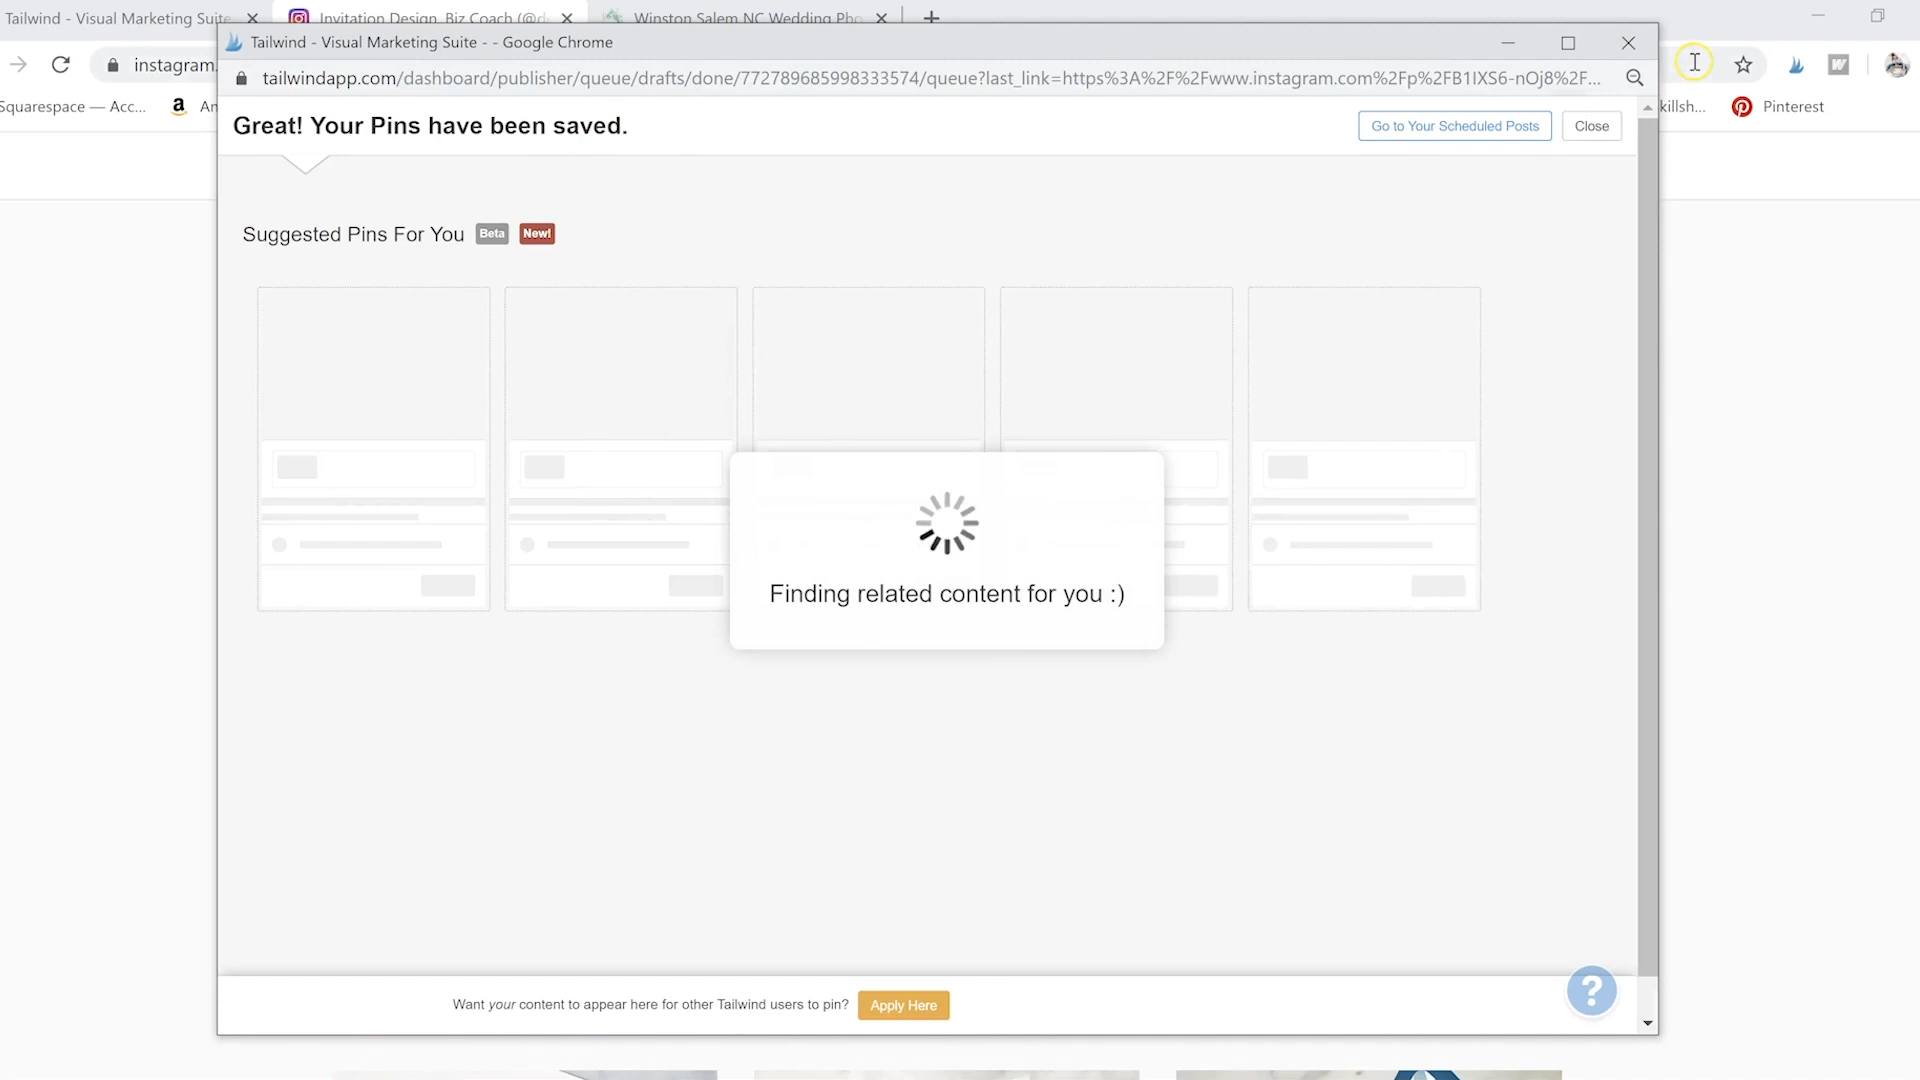 Tailwind - Visual Marketing Suite
Invitation Design, Biz Coach (@d
Winston Salem NC Wedding Pho
Tailwind - Visual Marketing Suite - - Google Chrome
instagram.
tailwindapp.com/dashboard/publisher/queue/drafts/done/772789685998333574/queue?last_link=https%3A%2F%2Fwww.instagram.com%2Fp%2FB1IXS6-nOj8%2F...
Squarespace — Acc...
a An
killsh...
Pinterest
Great! Your Pins have been saved.
Go to Your Scheduled Posts
Close
Suggested Pins For You Beta New!
Finding related content for you :)
Want your content to appear here for other Tailwind users to pin? Apply Here
?